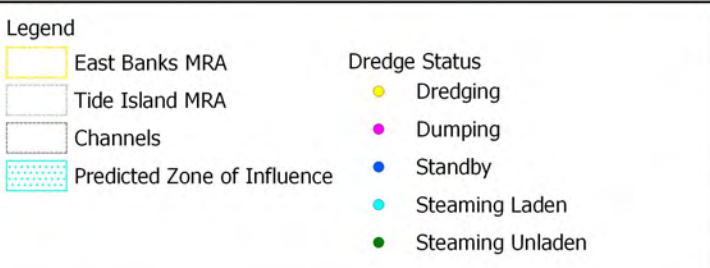 Legend
East Banks MRA
Tide Island MRA
Channels
Predicted Zone of Influence
Dredge Status
Dredging
Dumping
Standby
Steaming Laden
Steaming Unladen